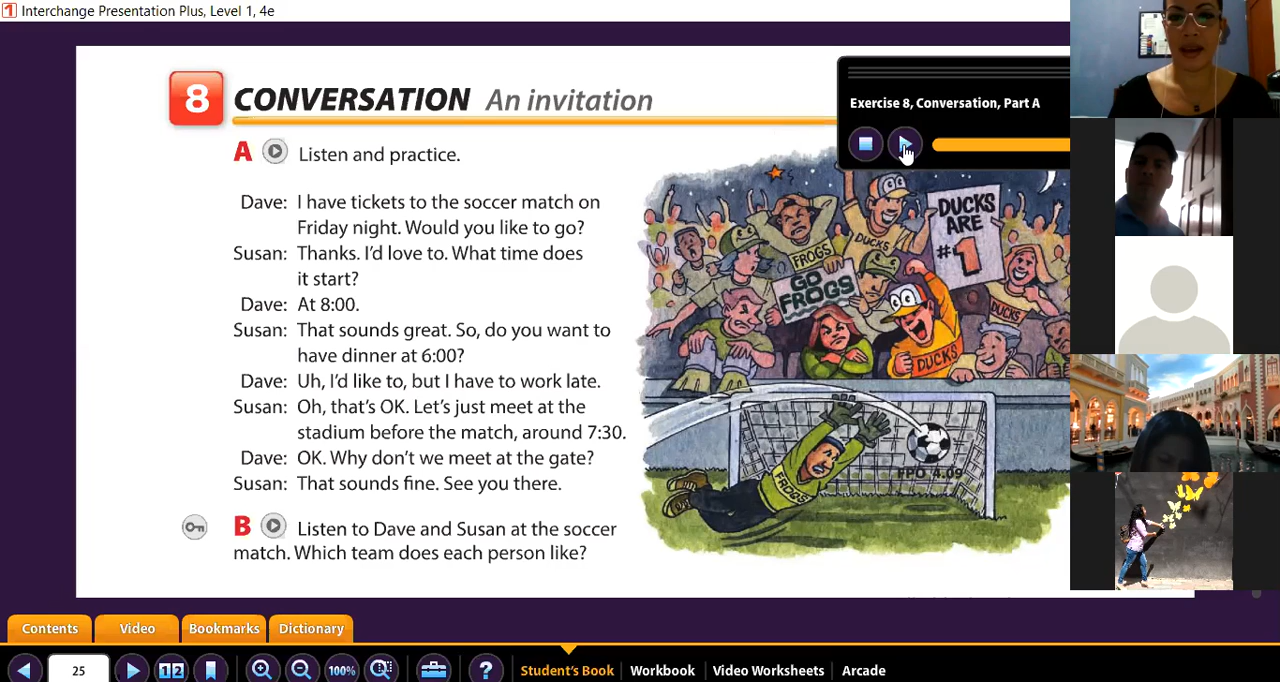 Interchange Presentation Plus, Level 1, 4e
8 CONVERSATION An invitation
Exercise 8, Conversation, Part A
A Listen and practice.
Dave: I have tickets to the soccer match on
Friday night. Would you like to go?
Susan: Thanks. I'd love to. What time does
it start?
Dave: At 8:00.
Susan: That sounds great. So, do you want to
have dinner at 6:00?
Dave: Uh, I'd like to, but I have to work late.
Susan: Oh, that's OK. Let's just meet at the
stadium before the match, around 7:30.
Dave: OK. Why don't we meet at the gate?
Susan: That sounds fine. See you there.
B Listen to Dave and Susan at the soccer
match. Which team does each person like?
DUCKS
ARE
#1
FROGS
DUCKS
GO
FROGS
DUCKS
DUCKS
FROGS
FPO 4.09
Contents Video Bookmarks Dictionary
25 1 2 100% ? Student's Book Workbook Video Worksheets Arcade